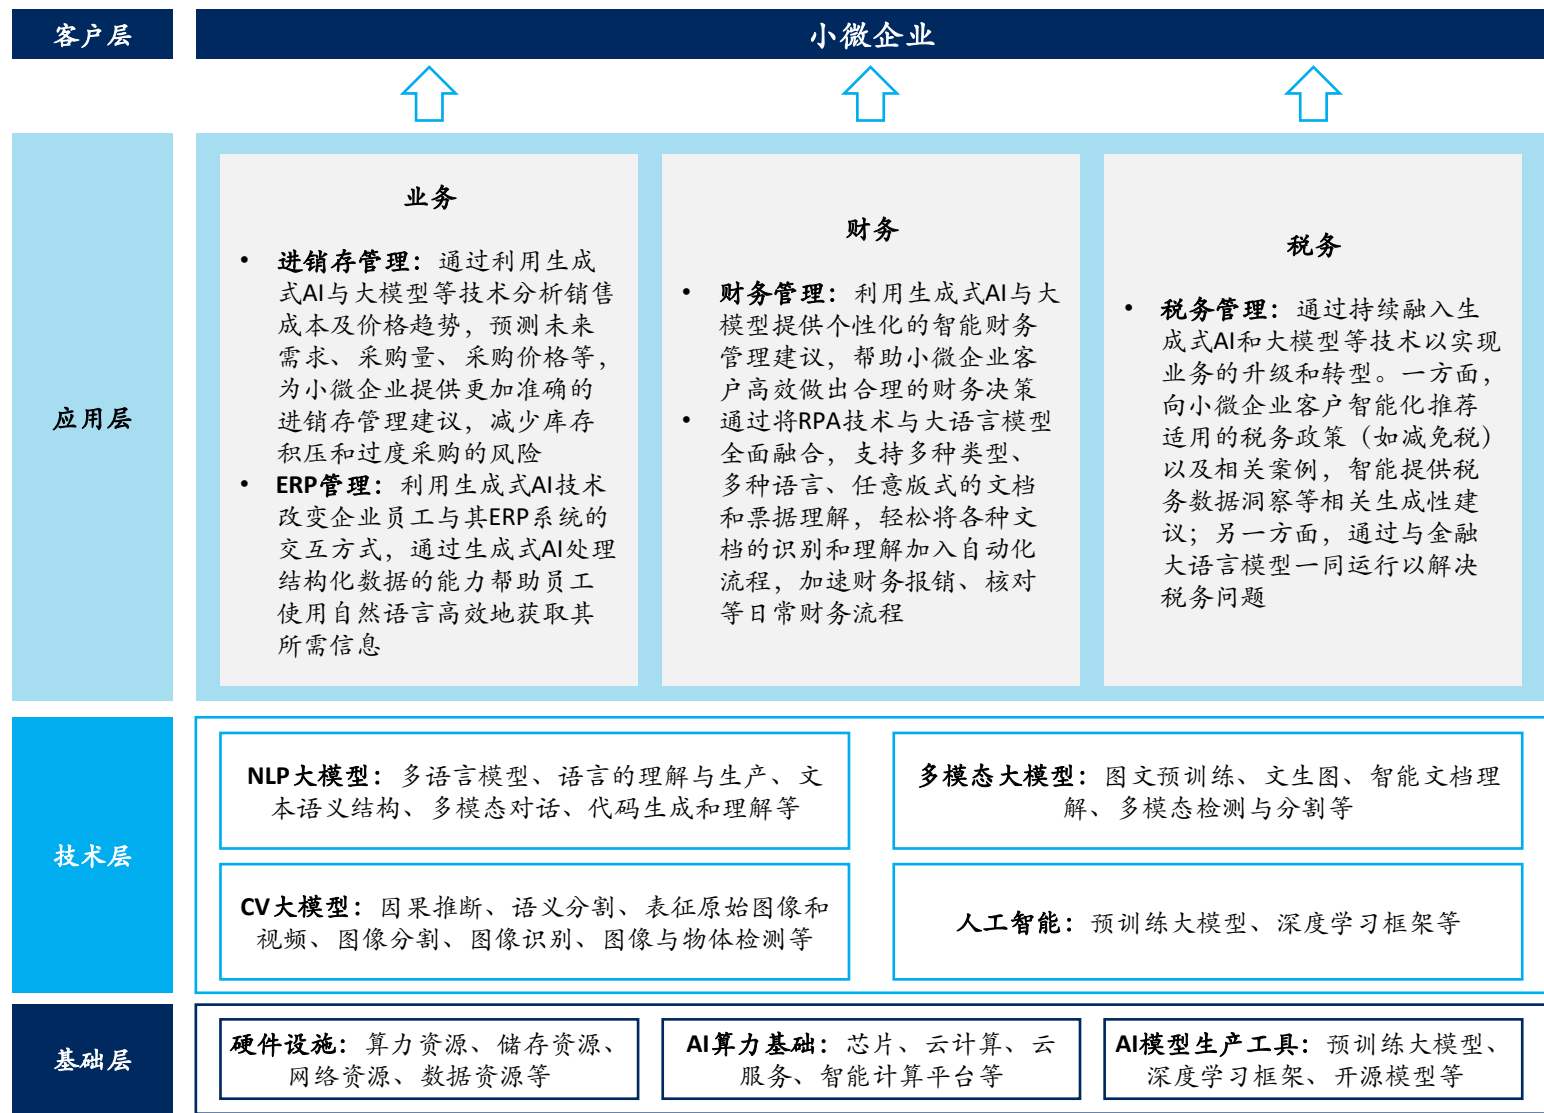 客户层
小微企业
应用层
业务
• 进销存管理：通过利用生成
式AI与大模型等技术分析销售
成本及价格趋势，预测未来
需求、采购量、采购价格等，
为小微企业提供更加准确的
进销存管理建议，减少库存
积压和过度采购的风险
• ERP管理：利用生成式AI技术
改变企业员工与其ERP系统的
交互方式，通过生成式AI处理
结构化数据的能力帮助员工
使用自然语言高效地获取其
所需信息
财务
• 财务管理：利用生成式AI与大
模型提供个性化的智能财务
管理建议，帮助小微企业客
户高效做出合理的财务决策
• 通过将RPA技术与大语言模型
全面融合，支持多种类型、
多种语言、任意版式的文档
和票据理解，轻松将各种文
档的识别和理解加入自动化
流程，加速财务报销、核对
等日常财务流程
税务
• 税务管理：通过持续融入生
成式AI和大模型等技术以实现
业务的升级和转型。一方面，
向小微企业客户智能化推荐
适用的税务政策（如减免税）
以及相关案例，智能提供税
务数据洞察等相关生成性建
议；另一方面，通过与金融
大语言模型一同运行以解决
税务问题
技术层
NLP大模型：多语言模型、语言的理解与生产、文
本语义结构、多模态对话、代码生成和理解等
多模态大模型：图文预训练、文生图、智能文档理
解、多模态检测与分割等
CV大模型：因果推断、语义分割、表征原始图像和
视频、图像分割、图像识别、图像与物体检测等
人工智能：预训练大模型、深度学习框架等
基础层
硬件设施：算力资源、储存资源、
网络资源、数据资源等
AI算力基础：芯片、云计算、云
服务、智能计算平台等
AI模型生产工具：预训练大模型、
深度学习框架、开源模型等